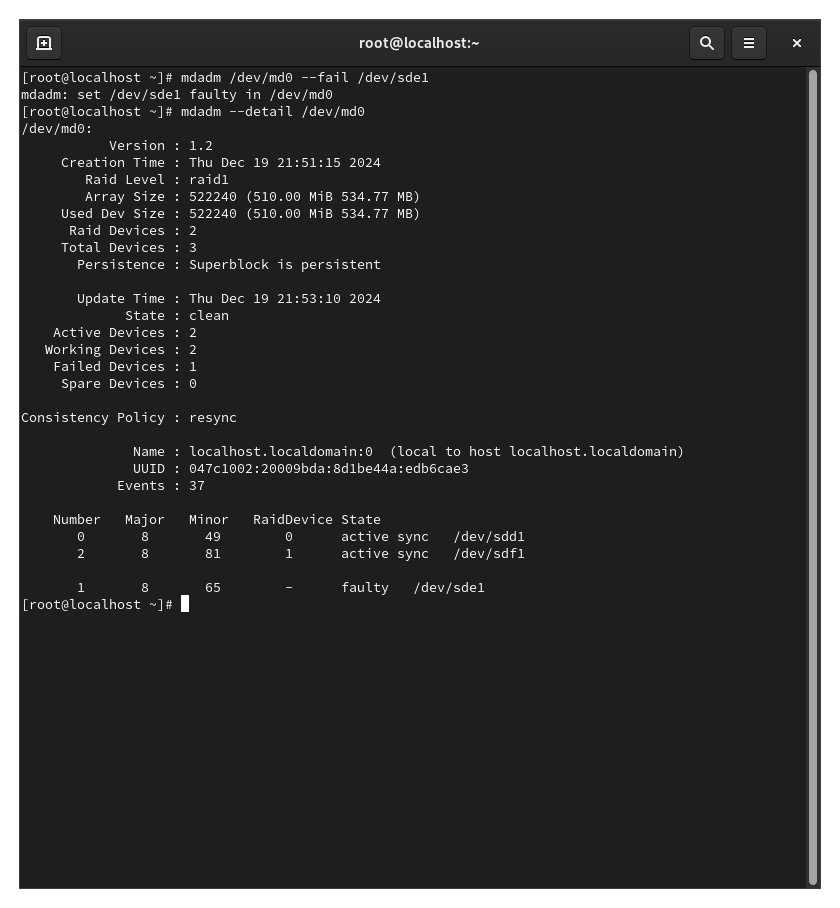 root@localhost:~
[root@localhost ~]# mdadm /dev/md0 --fail /dev/sde1
mdadm: set /dev/sde1 faulty in /dev/md0
[root@localhost ~]# mdadm --detail /dev/md0
/dev/md0:
           Version : 1.2
     Creation Time : Thu Dec 19 21:51:15 2024
        Raid Level : raid1
        Array Size : 522240 (510.00 MiB 534.77 MB)
     Used Dev Size : 522240 (510.00 MiB 534.77 MB)
      Raid Devices : 2
     Total Devices : 3
       Persistence : Superblock is persistent

       Update Time : Thu Dec 19 21:53:10 2024
             State : clean
    Active Devices : 2
   Working Devices : 2
    Failed Devices : 1
     Spare Devices : 0

Consistency Policy : resync

              Name : localhost.localdomain:0  (local to host localhost.localdomain)
              UUID : 047c1002:20009bda:8d1be44a:edb6cae3
            Events : 37

    Number   Major   Minor   RaidDevice State
       0       8       49        0      active sync   /dev/sdd1
       2       8       81        1      active sync   /dev/sdf1

       1       8       65        -      faulty   /dev/sde1
[root@localhost ~]#